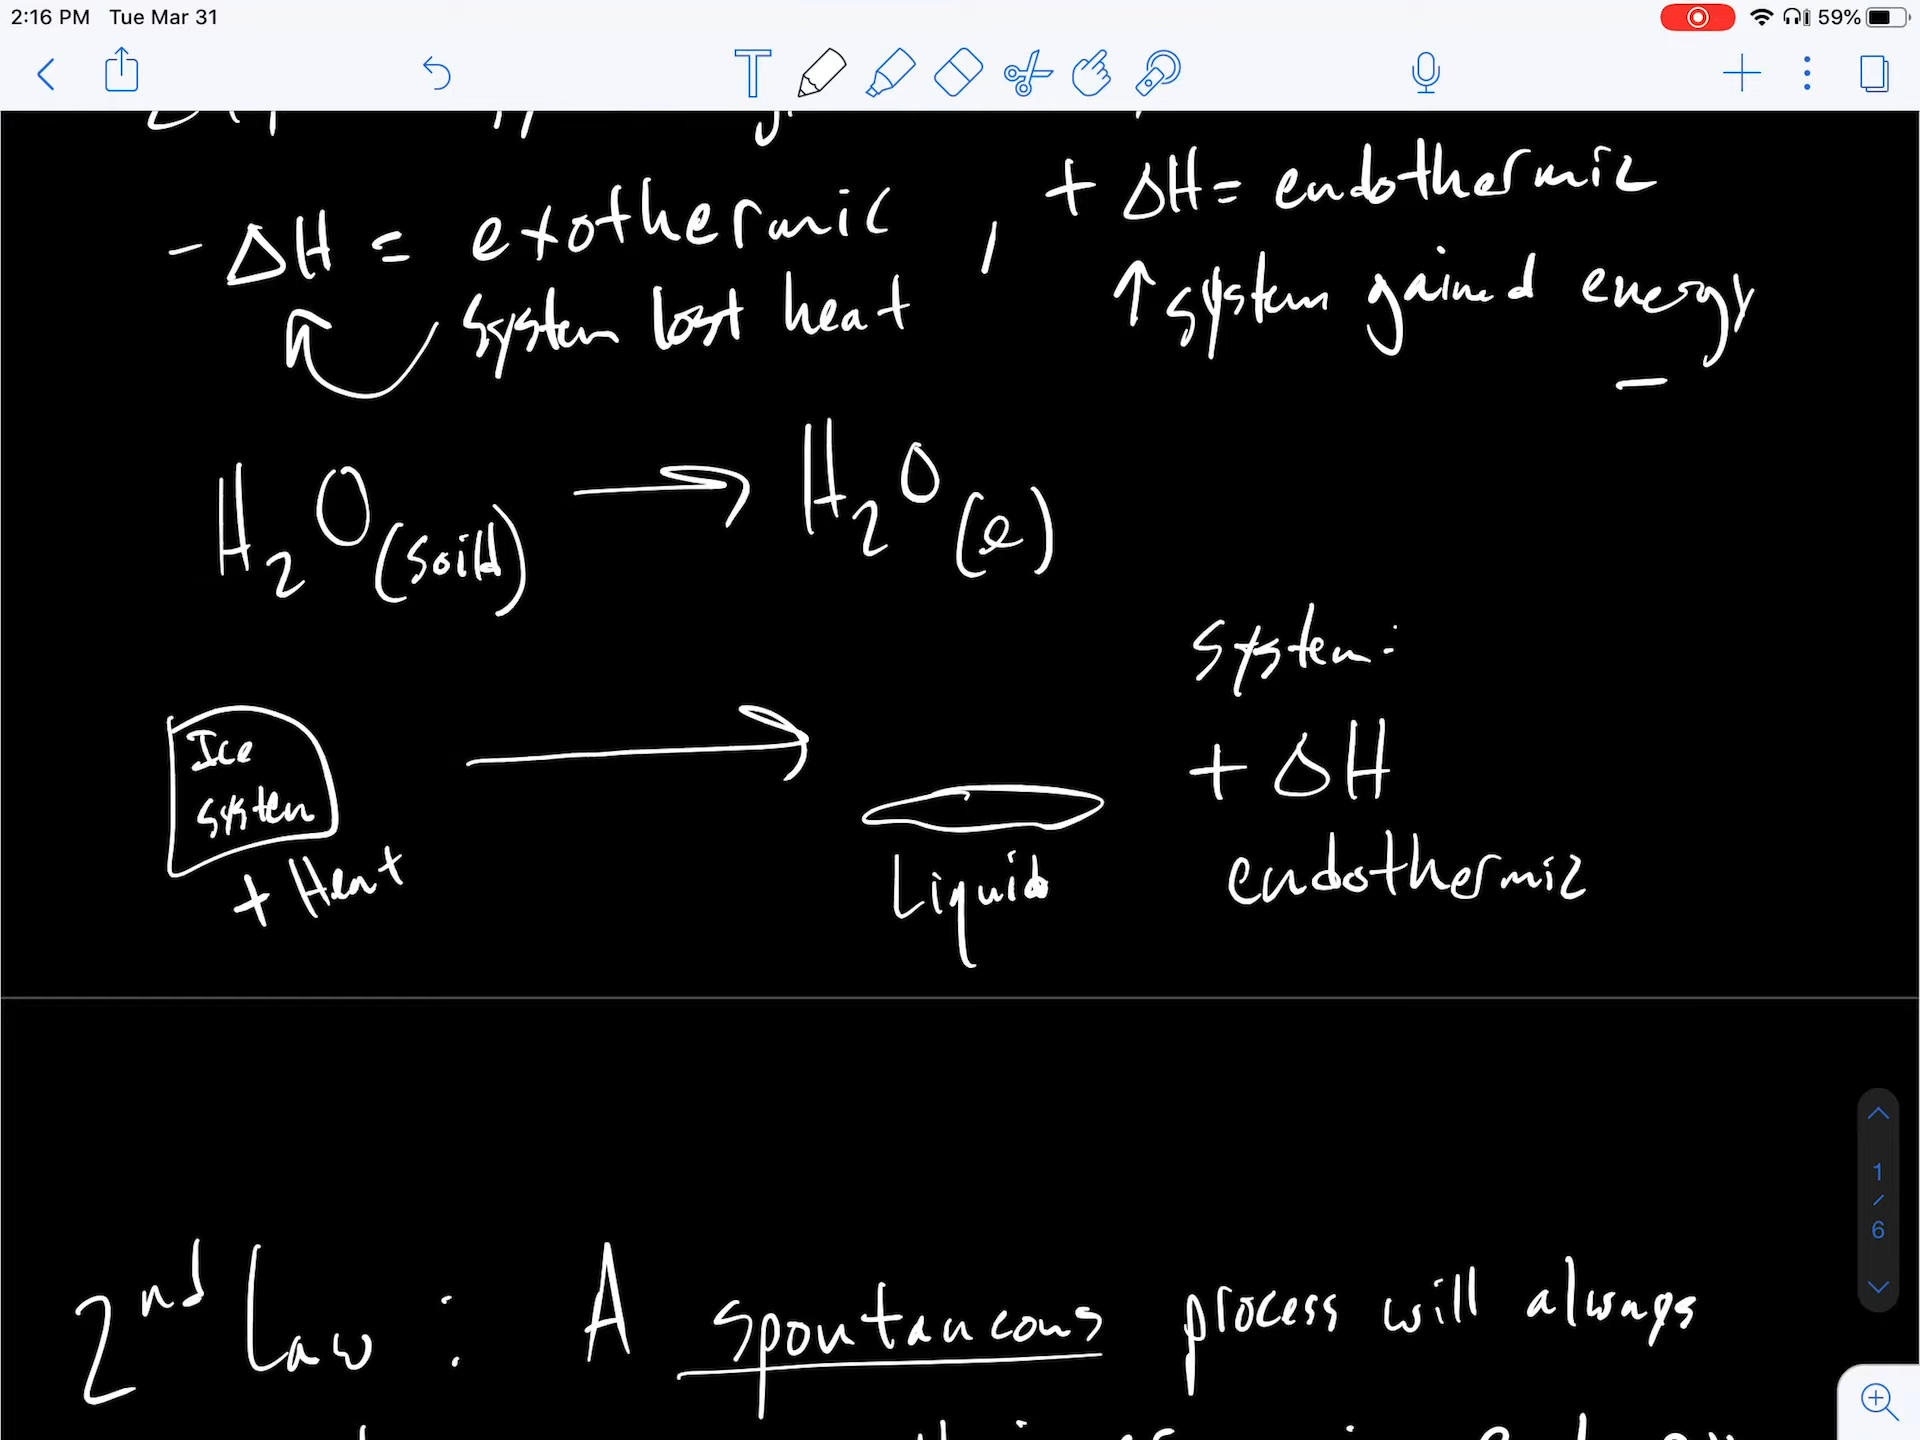 2:16 PM Tue Mar 31 59%
+ ΔH = endothermic
- ΔH = exothermic ,
↑ system gained energy
system lost heat
H₂O(soild) → H₂O(l)
system:
Ice system → + ΔH
+ Heat Liquid endothermic
1 / 6
2nd Law : A spontaneous process will always